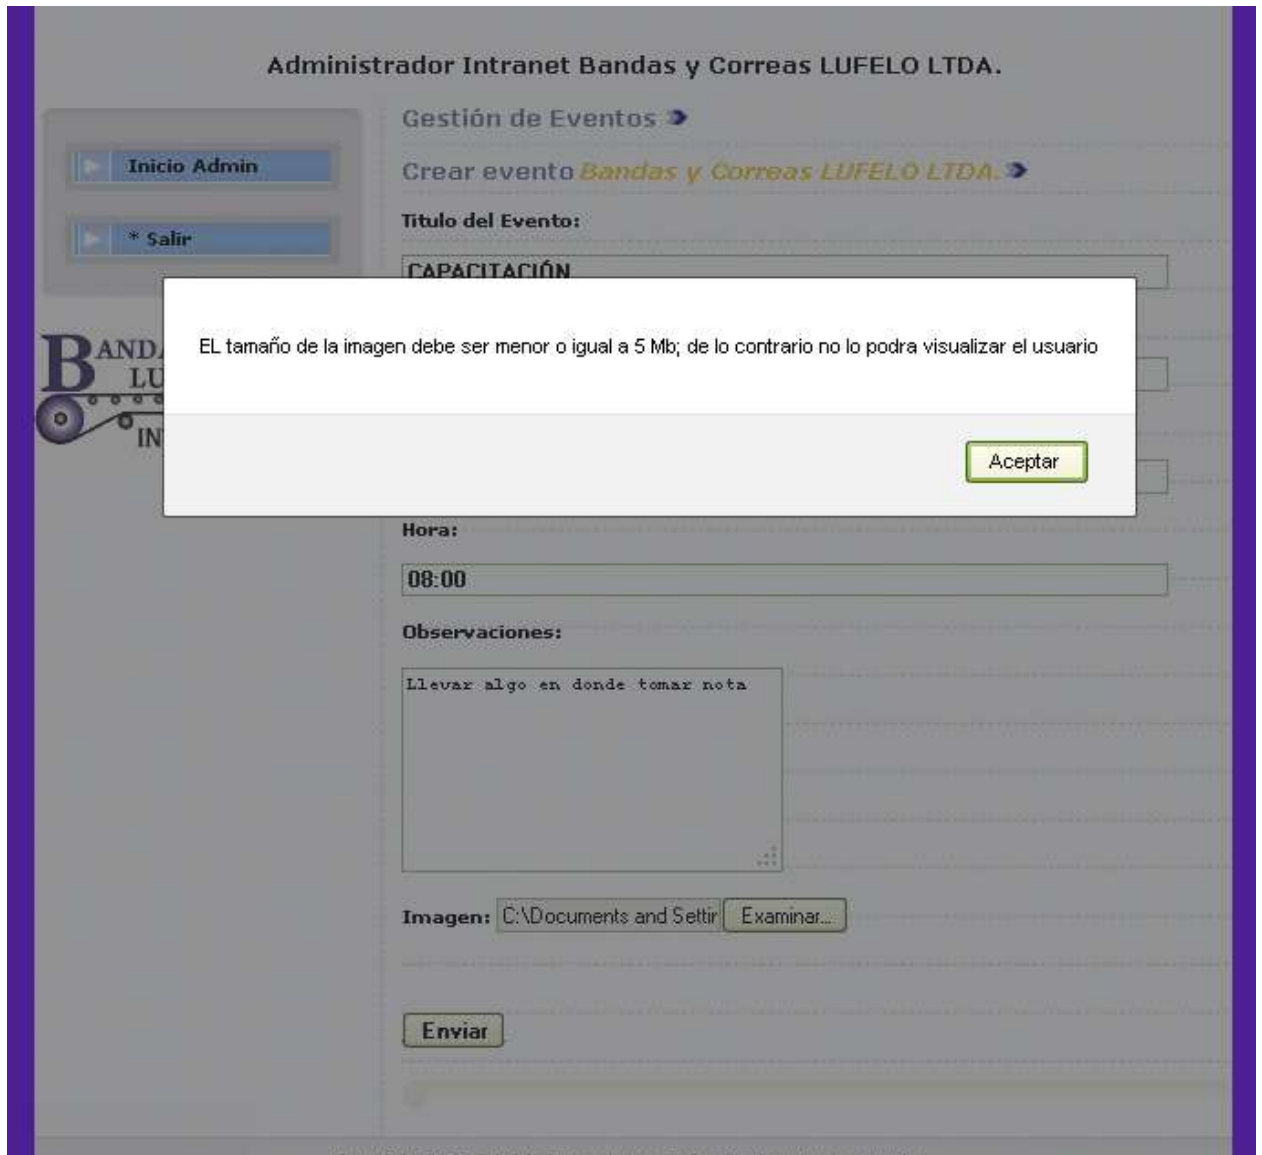 Administrador Intranet Bandas y Correas LUFELO LTDA.
Inicio Admin
* Salir
BANDA
LU
IN
Gestión de Eventos
Crear evento Bandas y Correas LUFELO LTDA.
Titulo del Evento:
CAPACITACIÓN
EL tamaño de la imagen debe ser menor o igual a 5 Mb; de lo contrario no lo podra visualizar el usuario
Aceptar
Hora:
08:00
Observaciones:
Llevar algo en donde tomar nota
Imagen: C:\Documents and Settir Examinar...
Enviar